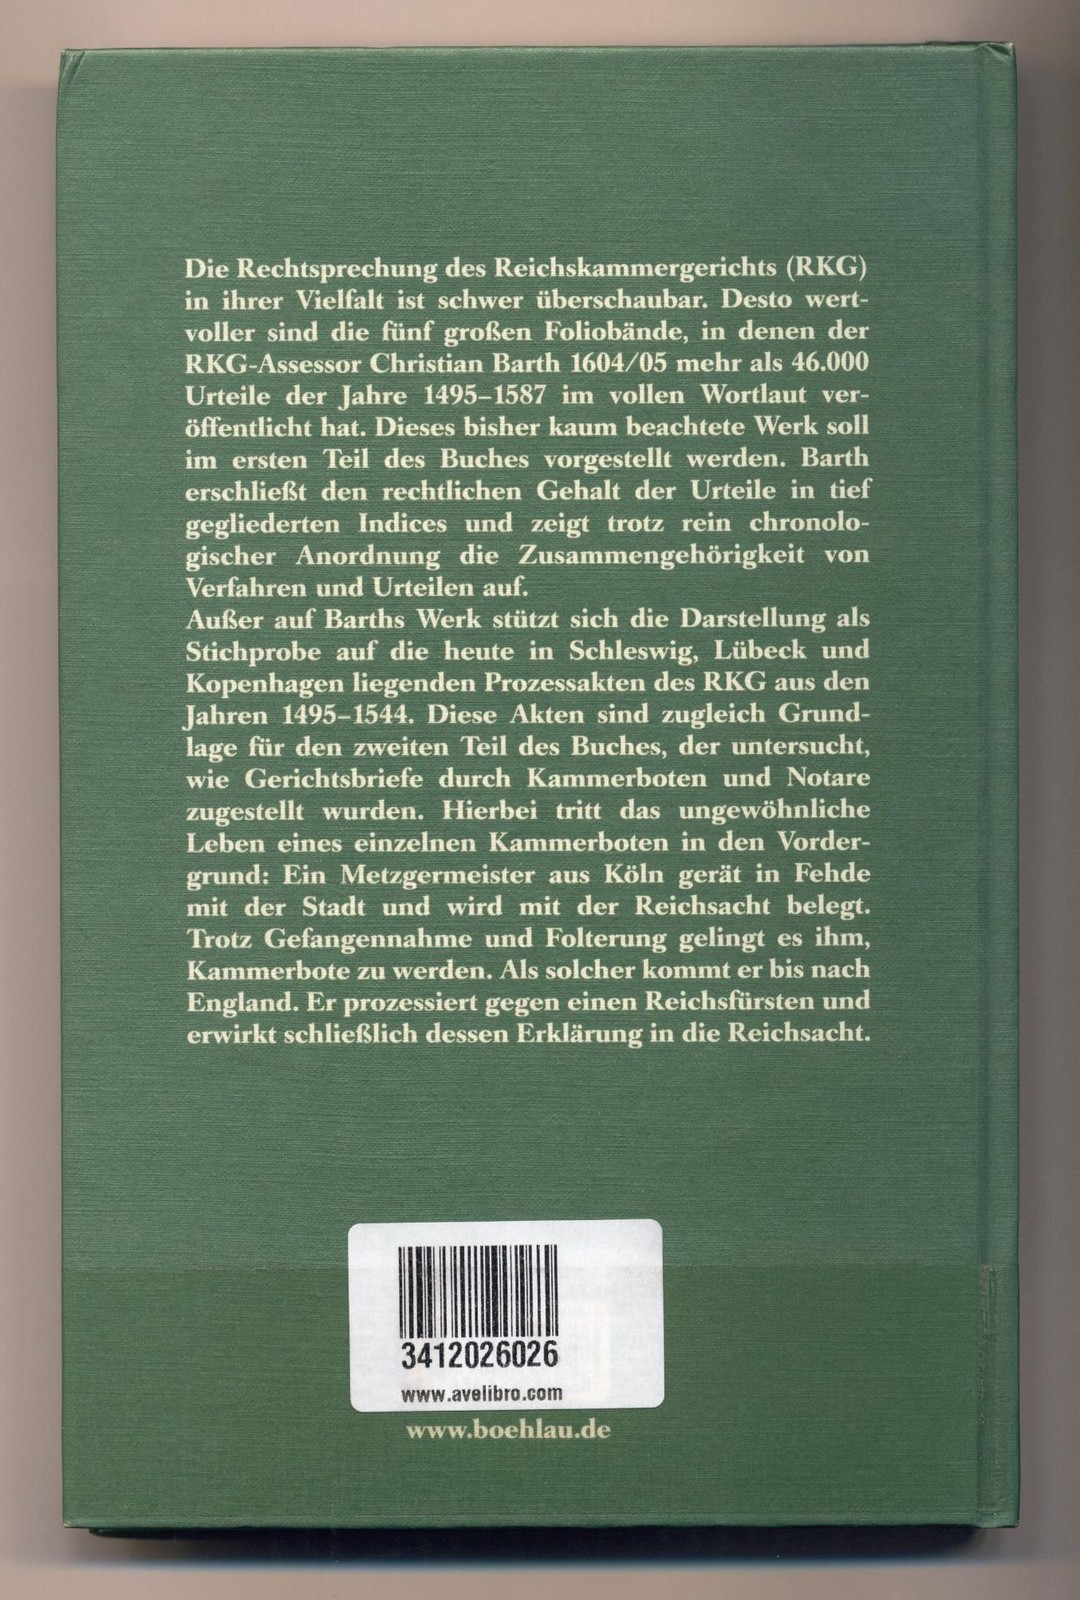 Die Rechtsprechung des Reichskammergerichts (RKG)
in ihrer Vielfalt ist schwer überschaubar. Desto wert-
voller sind die fünf großen Foliobände, in denen der
RKG-Assessor Christian Barth 1604/05 mehr als 46.000
Urteile der Jahre 1495–1587 im vollen Wortlaut ver-
öffentlicht hat. Dieses bisher kaum beachtete Werk soll
im ersten Teil des Buches vorgestellt werden. Barth
erschließt den rechtlichen Gehalt der Urteile in tief
gegliederten Indices und zeigt trotz rein chronolo-
gischer Anordnung die Zusammengehörigkeit von
Verfahren und Urteilen auf.
Außer auf Barths Werk stützt sich die Darstellung als
Stichprobe auf die heute in Schleswig, Lübeck und
Kopenhagen liegenden Prozessakten des RKG aus den
Jahren 1495–1544. Diese Akten sind zugleich Grund-
lage für den zweiten Teil des Buches, der untersucht,
wie Gerichtsbriefe durch Kammerboten und Notare
zugestellt wurden. Hierbei tritt das ungewöhnliche
Leben eines einzelnen Kammerboten in den Vorder-
grund: Ein Metzgermeister aus Köln gerät in Fehde
mit der Stadt und wird mit der Reichsacht belegt.
Trotz Gefangennahme und Folterung gelingt es ihm,
Kammerbote zu werden. Als solcher kommt er bis nach
England. Er prozessiert gegen einen Reichsfürsten und
erwirkt schließlich dessen Erklärung in die Reichsacht.
3412026026
www.avelibro.com
www.boehlau.de